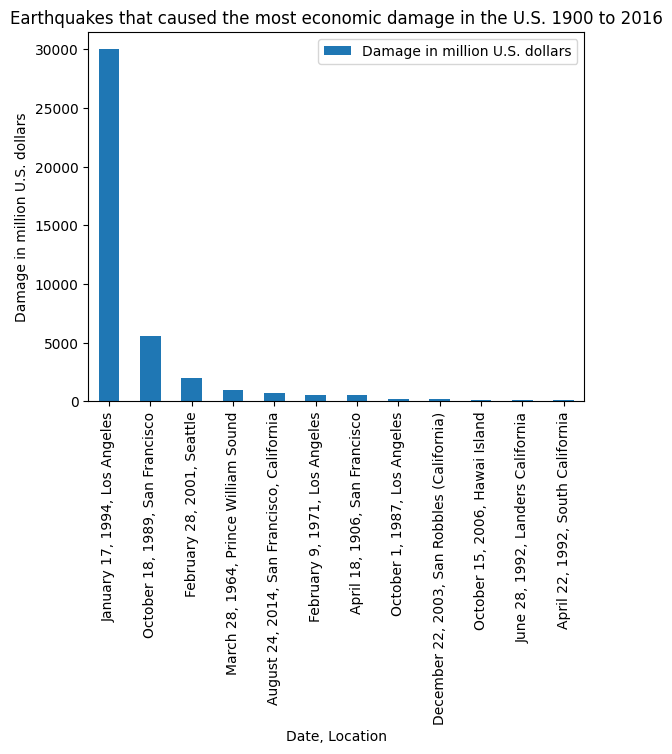 Earthquakes that caused the most economic damage in the U.S. 1900 to 2016
Damage in million U.S. dollars
Damage in million U.S. dollars
30000
25000
20000
15000
10000
5000
0
January 17, 1994, Los Angeles
October 18, 1989, San Francisco
February 28, 2001, Seattle
March 28, 1964, Prince William Sound
August 24, 2014, San Francisco, California
February 9, 1971, Los Angeles
April 18, 1906, San Francisco
October 1, 1987, Los Angeles
December 22, 2003, San Robbles (California)
October 15, 2006, Hawai Island
June 28, 1992, Landers California
April 22, 1992, South California
Date, Location